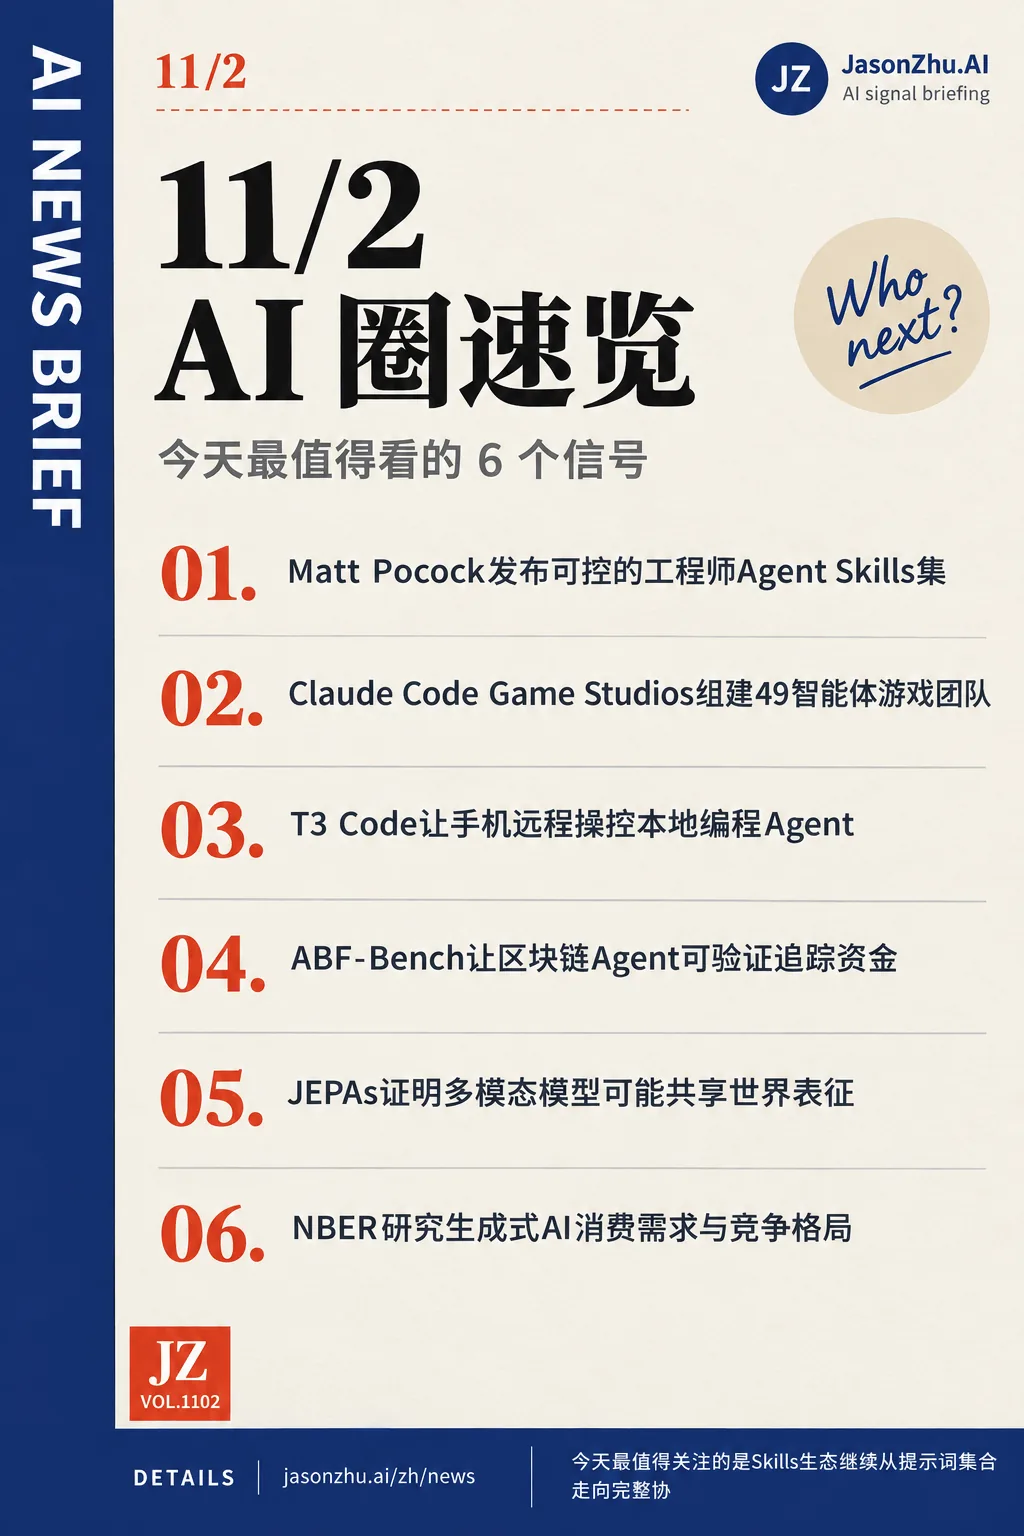 AI NEWS BRIEF
11/2
JZ
JasonZhu.AI
AI signal briefing
11/2
AI 圈速览
Who
next?
今天最值得看的 6 个信号
01. Matt Pocock发布可控的工程师Agent Skills集
02. Claude Code Game Studios组建49智能体游戏团队
03. T3 Code让手机远程操控本地编程Agent
04. ABF-Bench让区块链Agent可验证追踪资金
05. JEPAs证明多模态模型可能共享世界表征
06. NBER研究生成式AI消费需求与竞争格局
JZ
VOL.1102
DETAILS
jasonzhu.ai/zh/news
今天最值得关注的是Skills生态继续从提示词集合
走向完整协